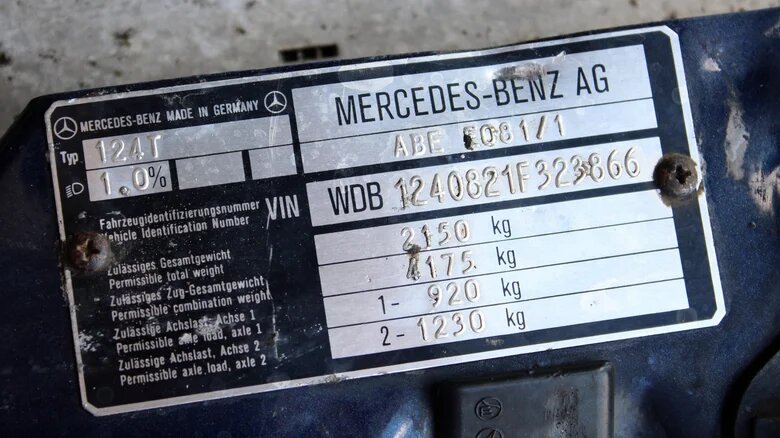 MERCEDES-BENZ MADE IN GERMANY
MERCEDES-BENZ AG
Typ 124T
ABE E081/1
1.0%
WDB 1240821F323866
Fahrzeugidentifizierungsnummer VIN
Vehicle Identification Number
2150 kg
Zulässiges Gesamtgewicht
Permissible total weight
4175 kg
Zulässiges Zug-Gesamtgewicht
Permissible combination weight
1- 920 kg
Zulässige Achslast, Achse 1
Permissible axle load, axle 1
2- 1230 kg
Zulässige Achslast, Achse 2
Permissible axle load, axle 2